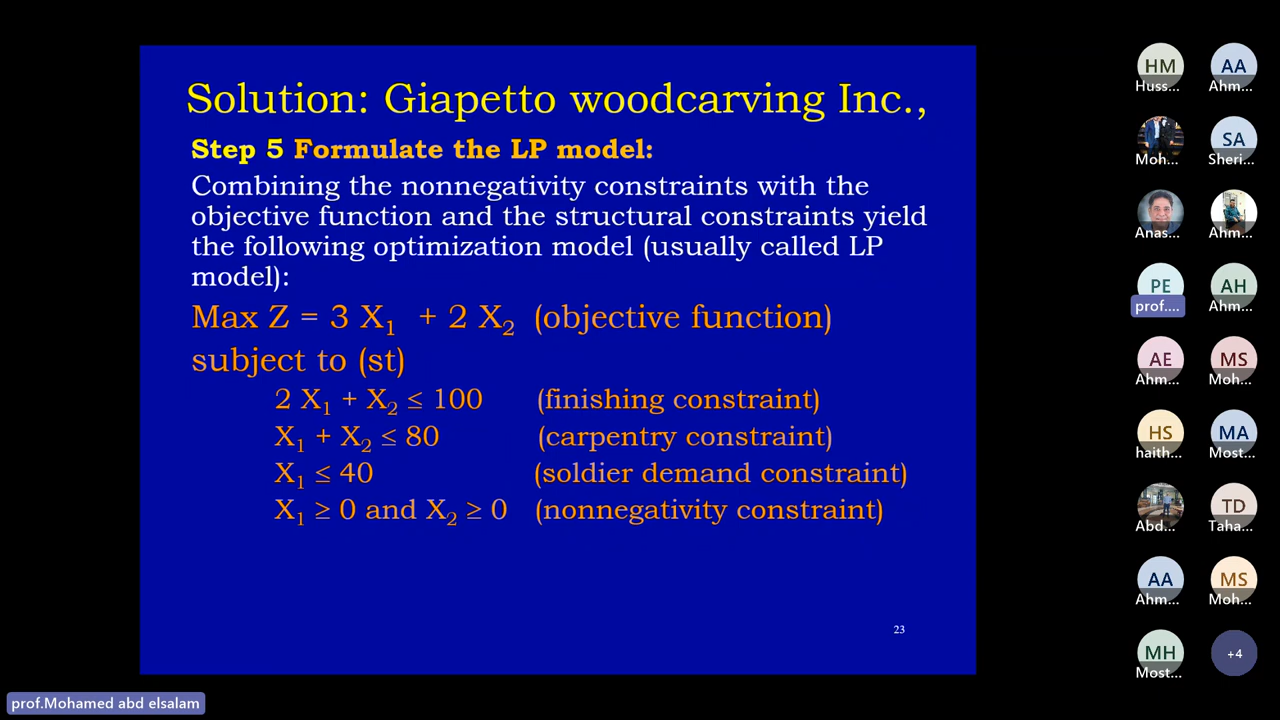 Solution: Giapetto woodcarving Inc.,
Step 5 Formulate the LP model:
Combining the nonnegativity constraints with the
objective function and the structural constraints yield
the following optimization model (usually called LP
model):
Max Z = 3 X₁ + 2 X₂ (objective function)
subject to (st)
2 X₁ + X₂ ≤ 100 (finishing constraint)
X₁ + X₂ ≤ 80 (carpentry constraint)
X₁ ≤ 40 (soldier demand constraint)
X₁ ≥ 0 and X₂ ≥ 0 (nonnegativity constraint)
23
HM AA
Huss... Ahm...
SA
Moh... Sheri...
Anas... Ahm...
PE AH
prof.... Ahm...
AE MS
Ahm... Moh...
HS MA
haith... Most...
TD
Abd... Taha...
AA MS
Ahm... Moh...
MH +4
Most...
prof.Mohamed abd elsalam